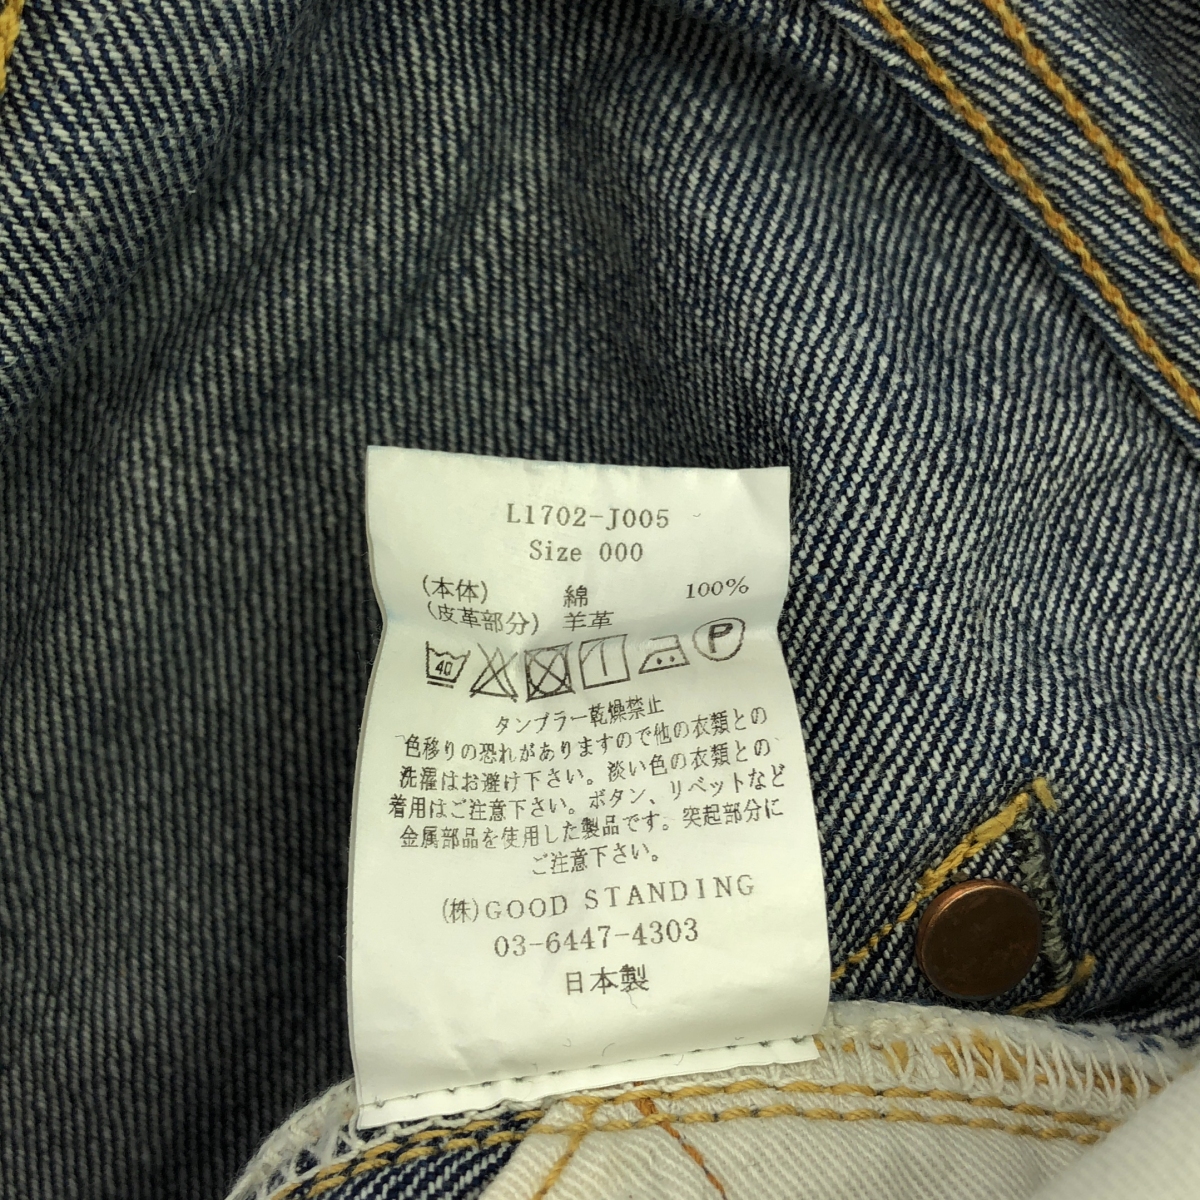 L1702-J005
Size 000
(本体) 綿 100%
(皮革部分) 羊革
40 P
タンブラー乾燥禁止
色移りの恐れがありますので他の衣類との
洗濯はお避け下さい。淡い色の衣類との
着用はご注意下さい。ボタン、リベットなど
金属部品を使用した製品です。突起部分に
ご注意下さい。
(株)GOOD STANDING
03-6447-4303
日本製